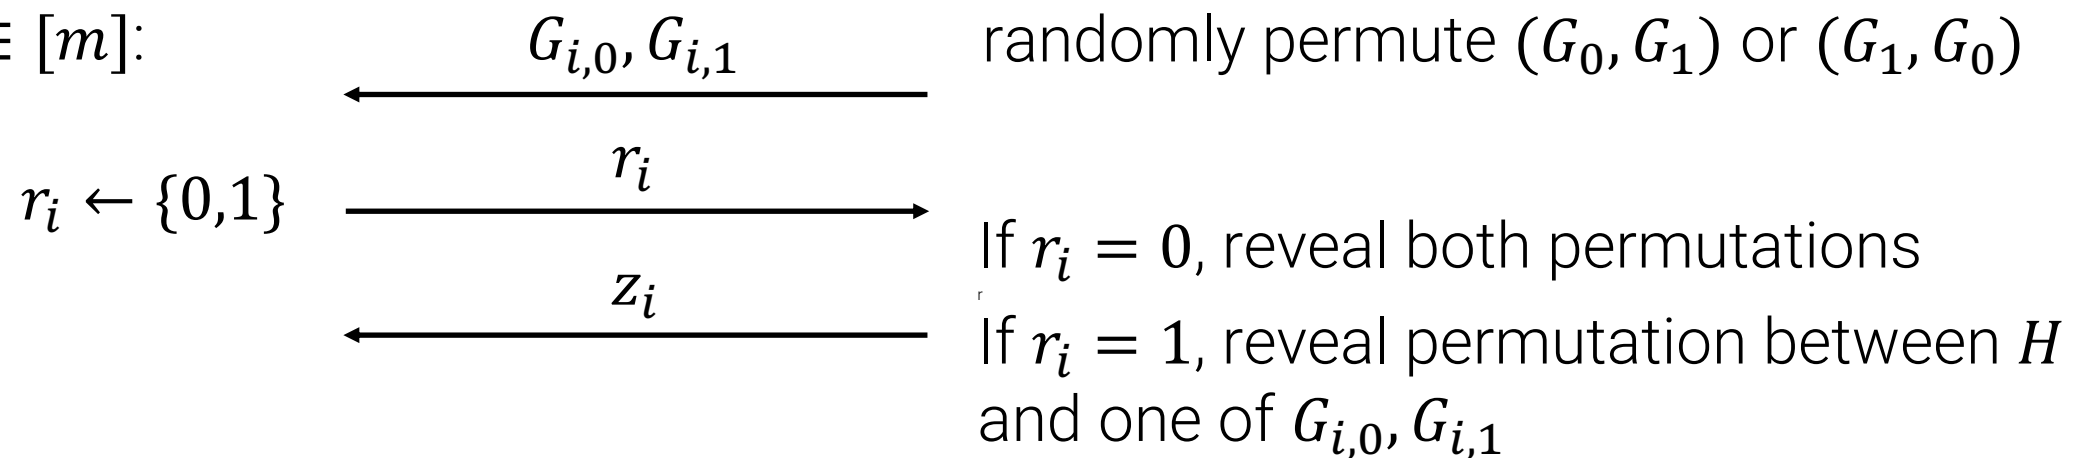 ∈ [m]:
G_{i,0}, G_{i,1}
randomly permute (G_0, G_1) or (G_1, G_0)
r_i
r_i ← {0,1}
If r_i = 0, reveal both permutations
z_i
r
If r_i = 1, reveal permutation between H
and one of G_{i,0}, G_{i,1}